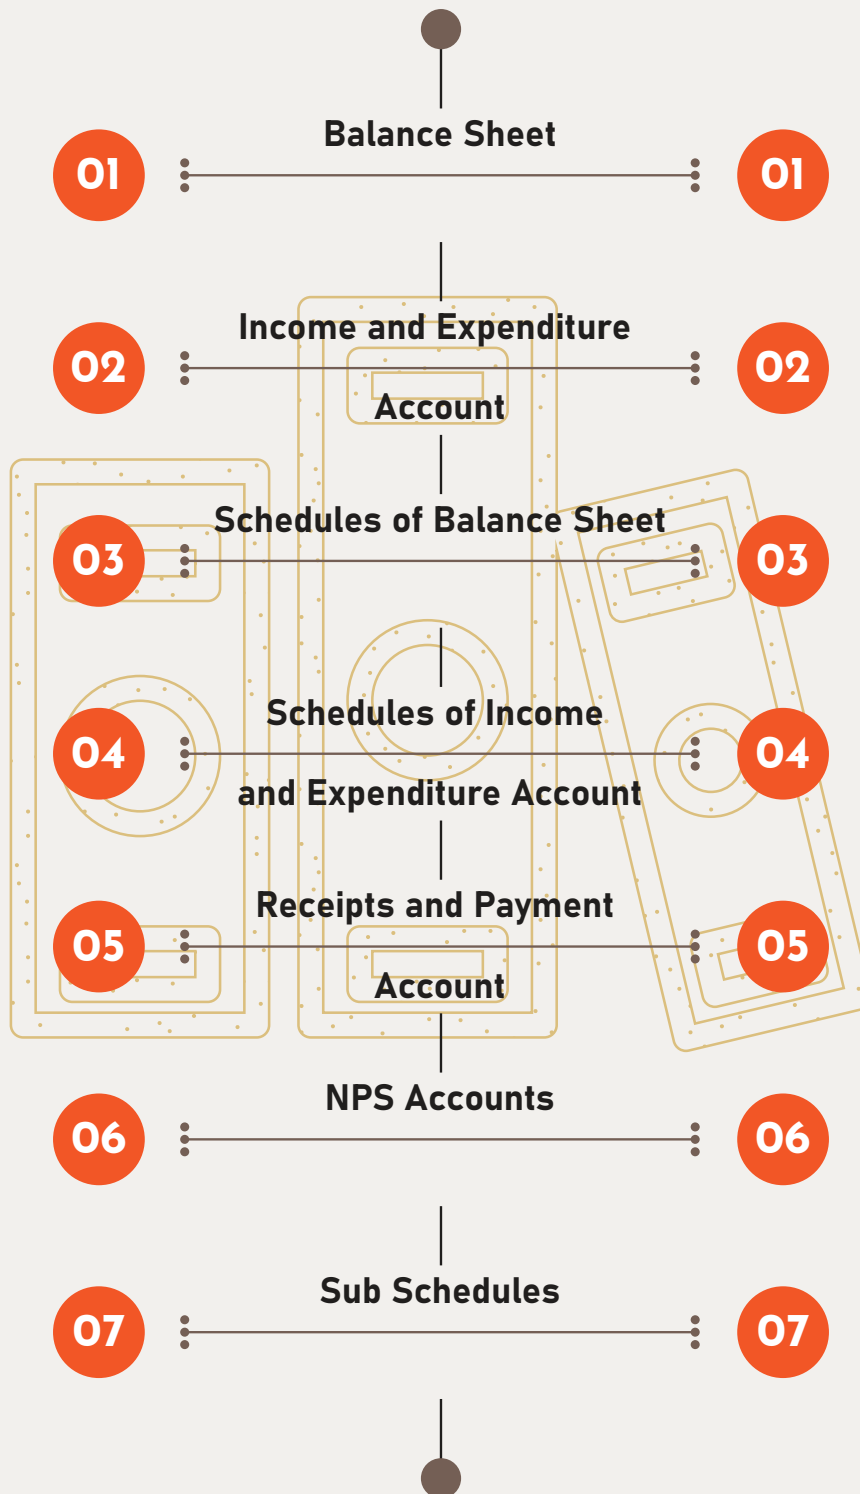 Balance Sheet
01 01
Income and Expenditure
02 02
Account
Schedules of Balance Sheet
03 03
Schedules of Income
04 04
and Expenditure Account
Receipts and Payment
05 05
Account
NPS Accounts
06 06
Sub Schedules
07 07